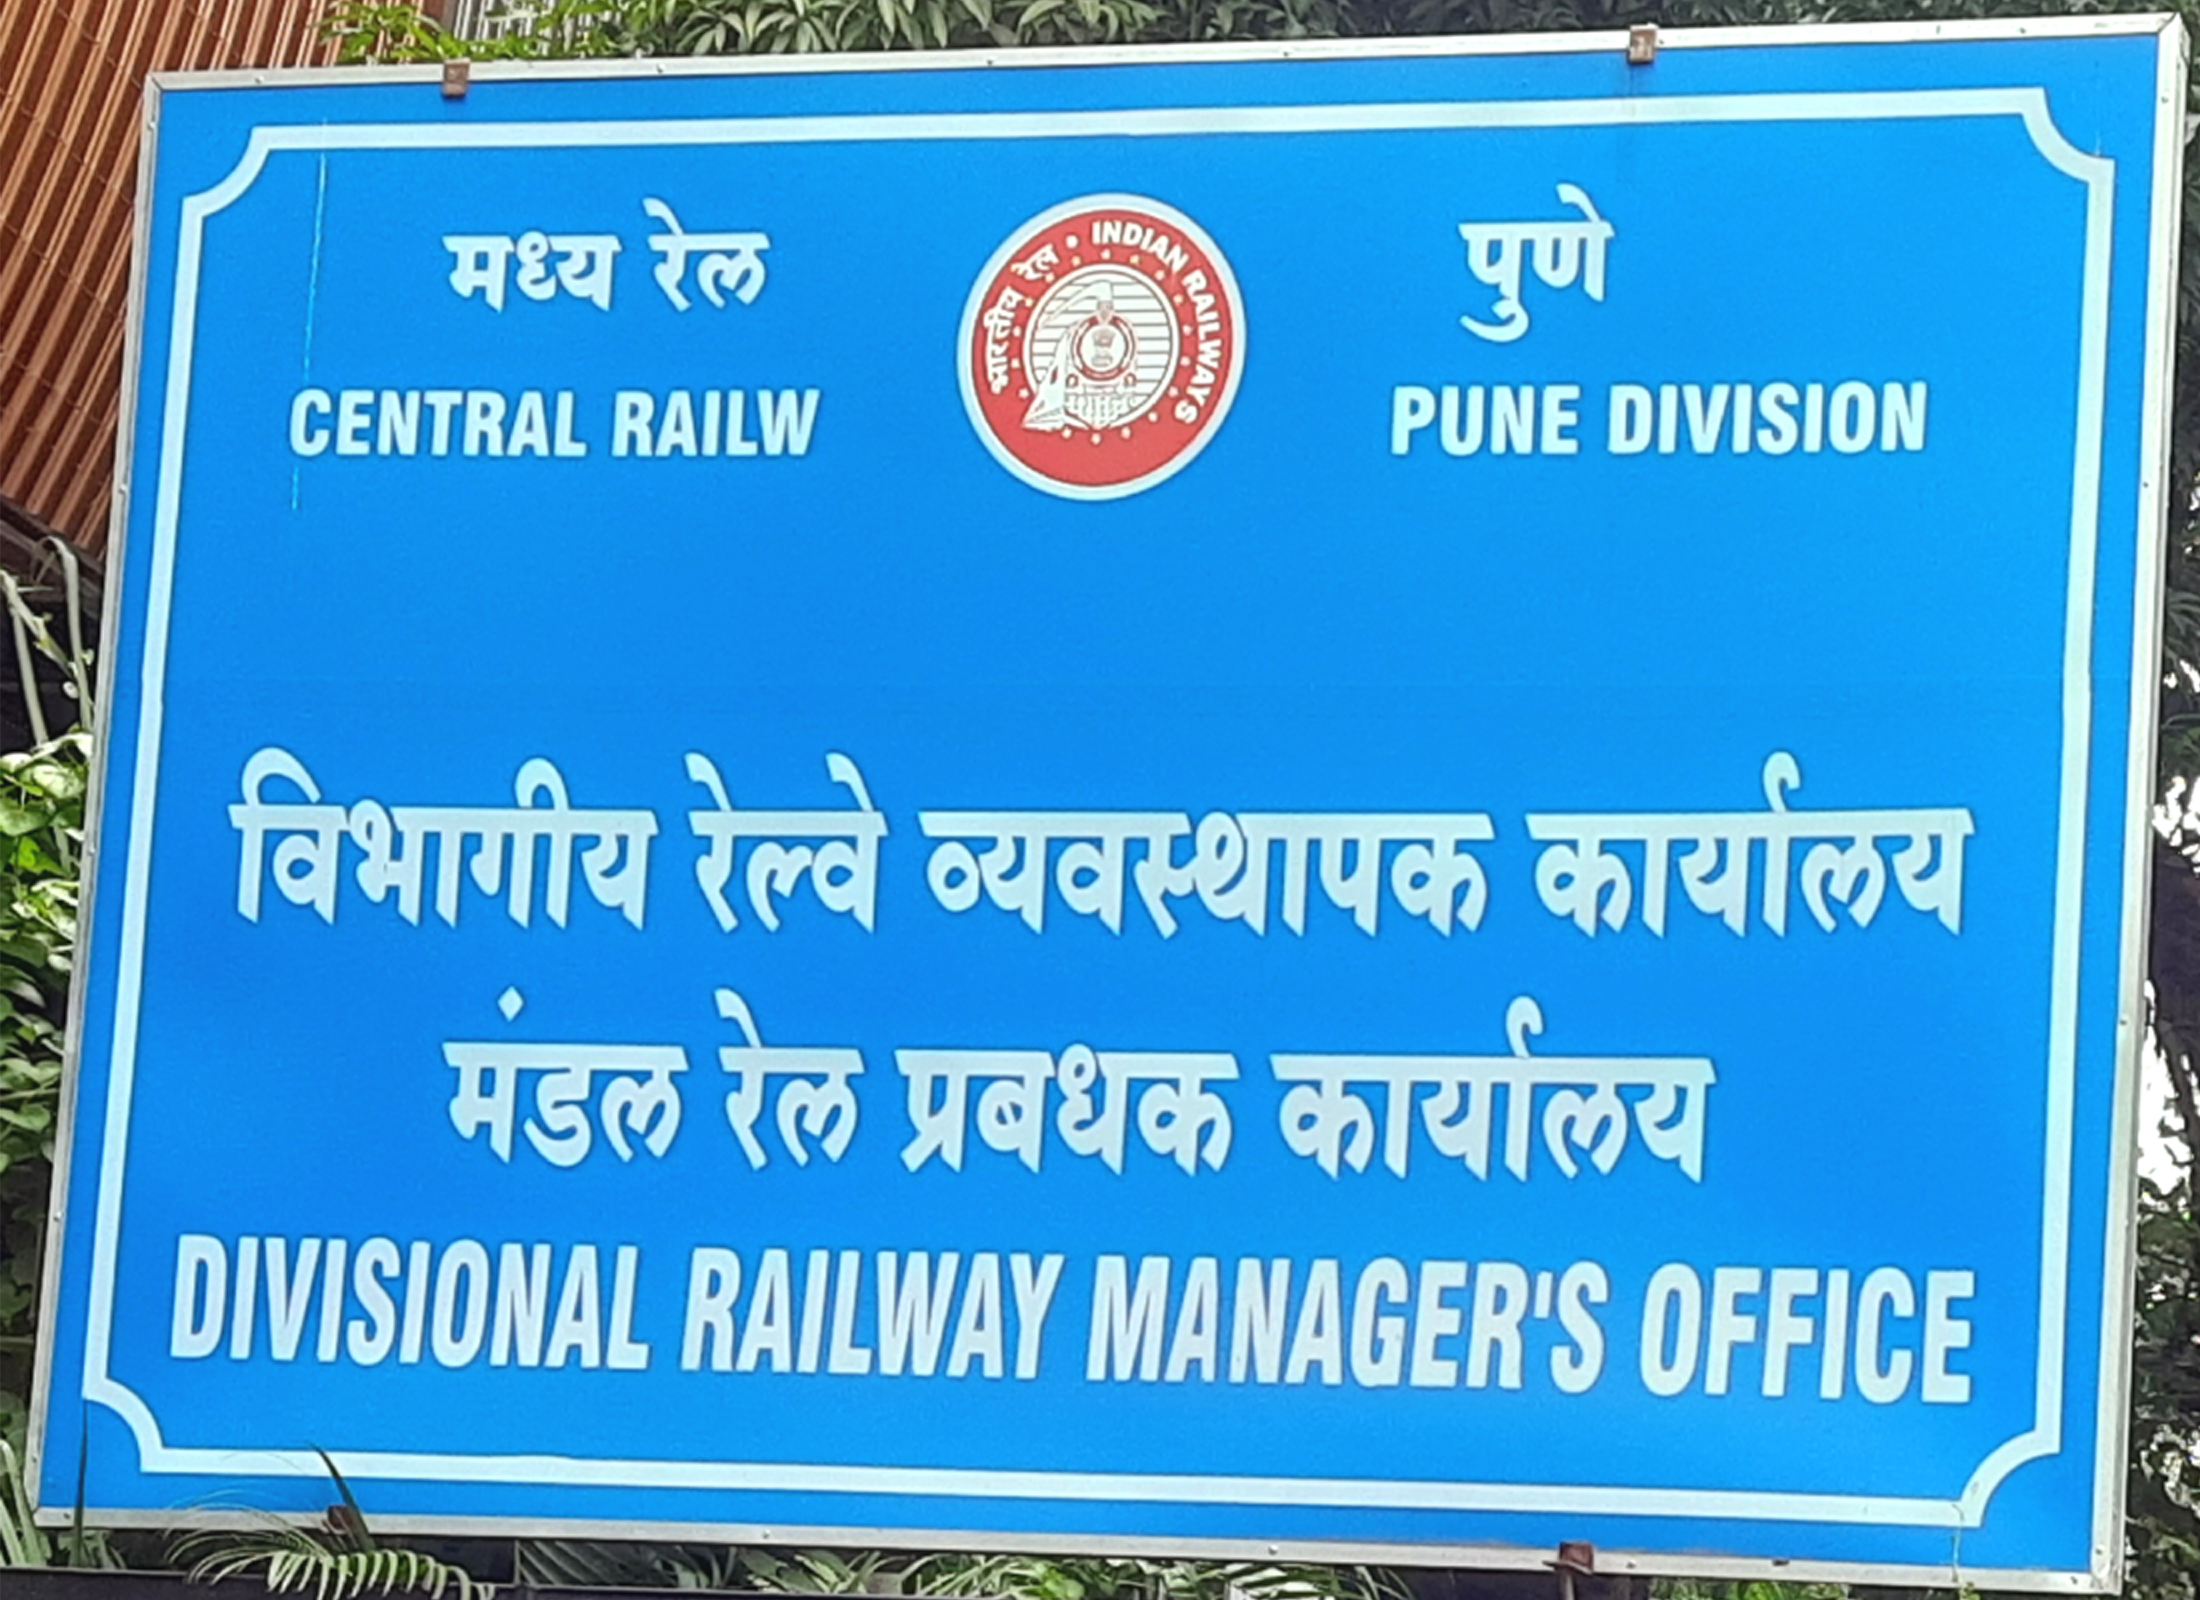 मध्य रेल
CENTRAL RAILW
भारतीय रेल • INDIAN RAILWAYS
पुणे
PUNE DIVISION
विभागीय रेल्वे व्यवस्थापक कार्यालय
मंडल रेल प्रबधक कार्यालय
DIVISIONAL RAILWAY MANAGER'S OFFICE